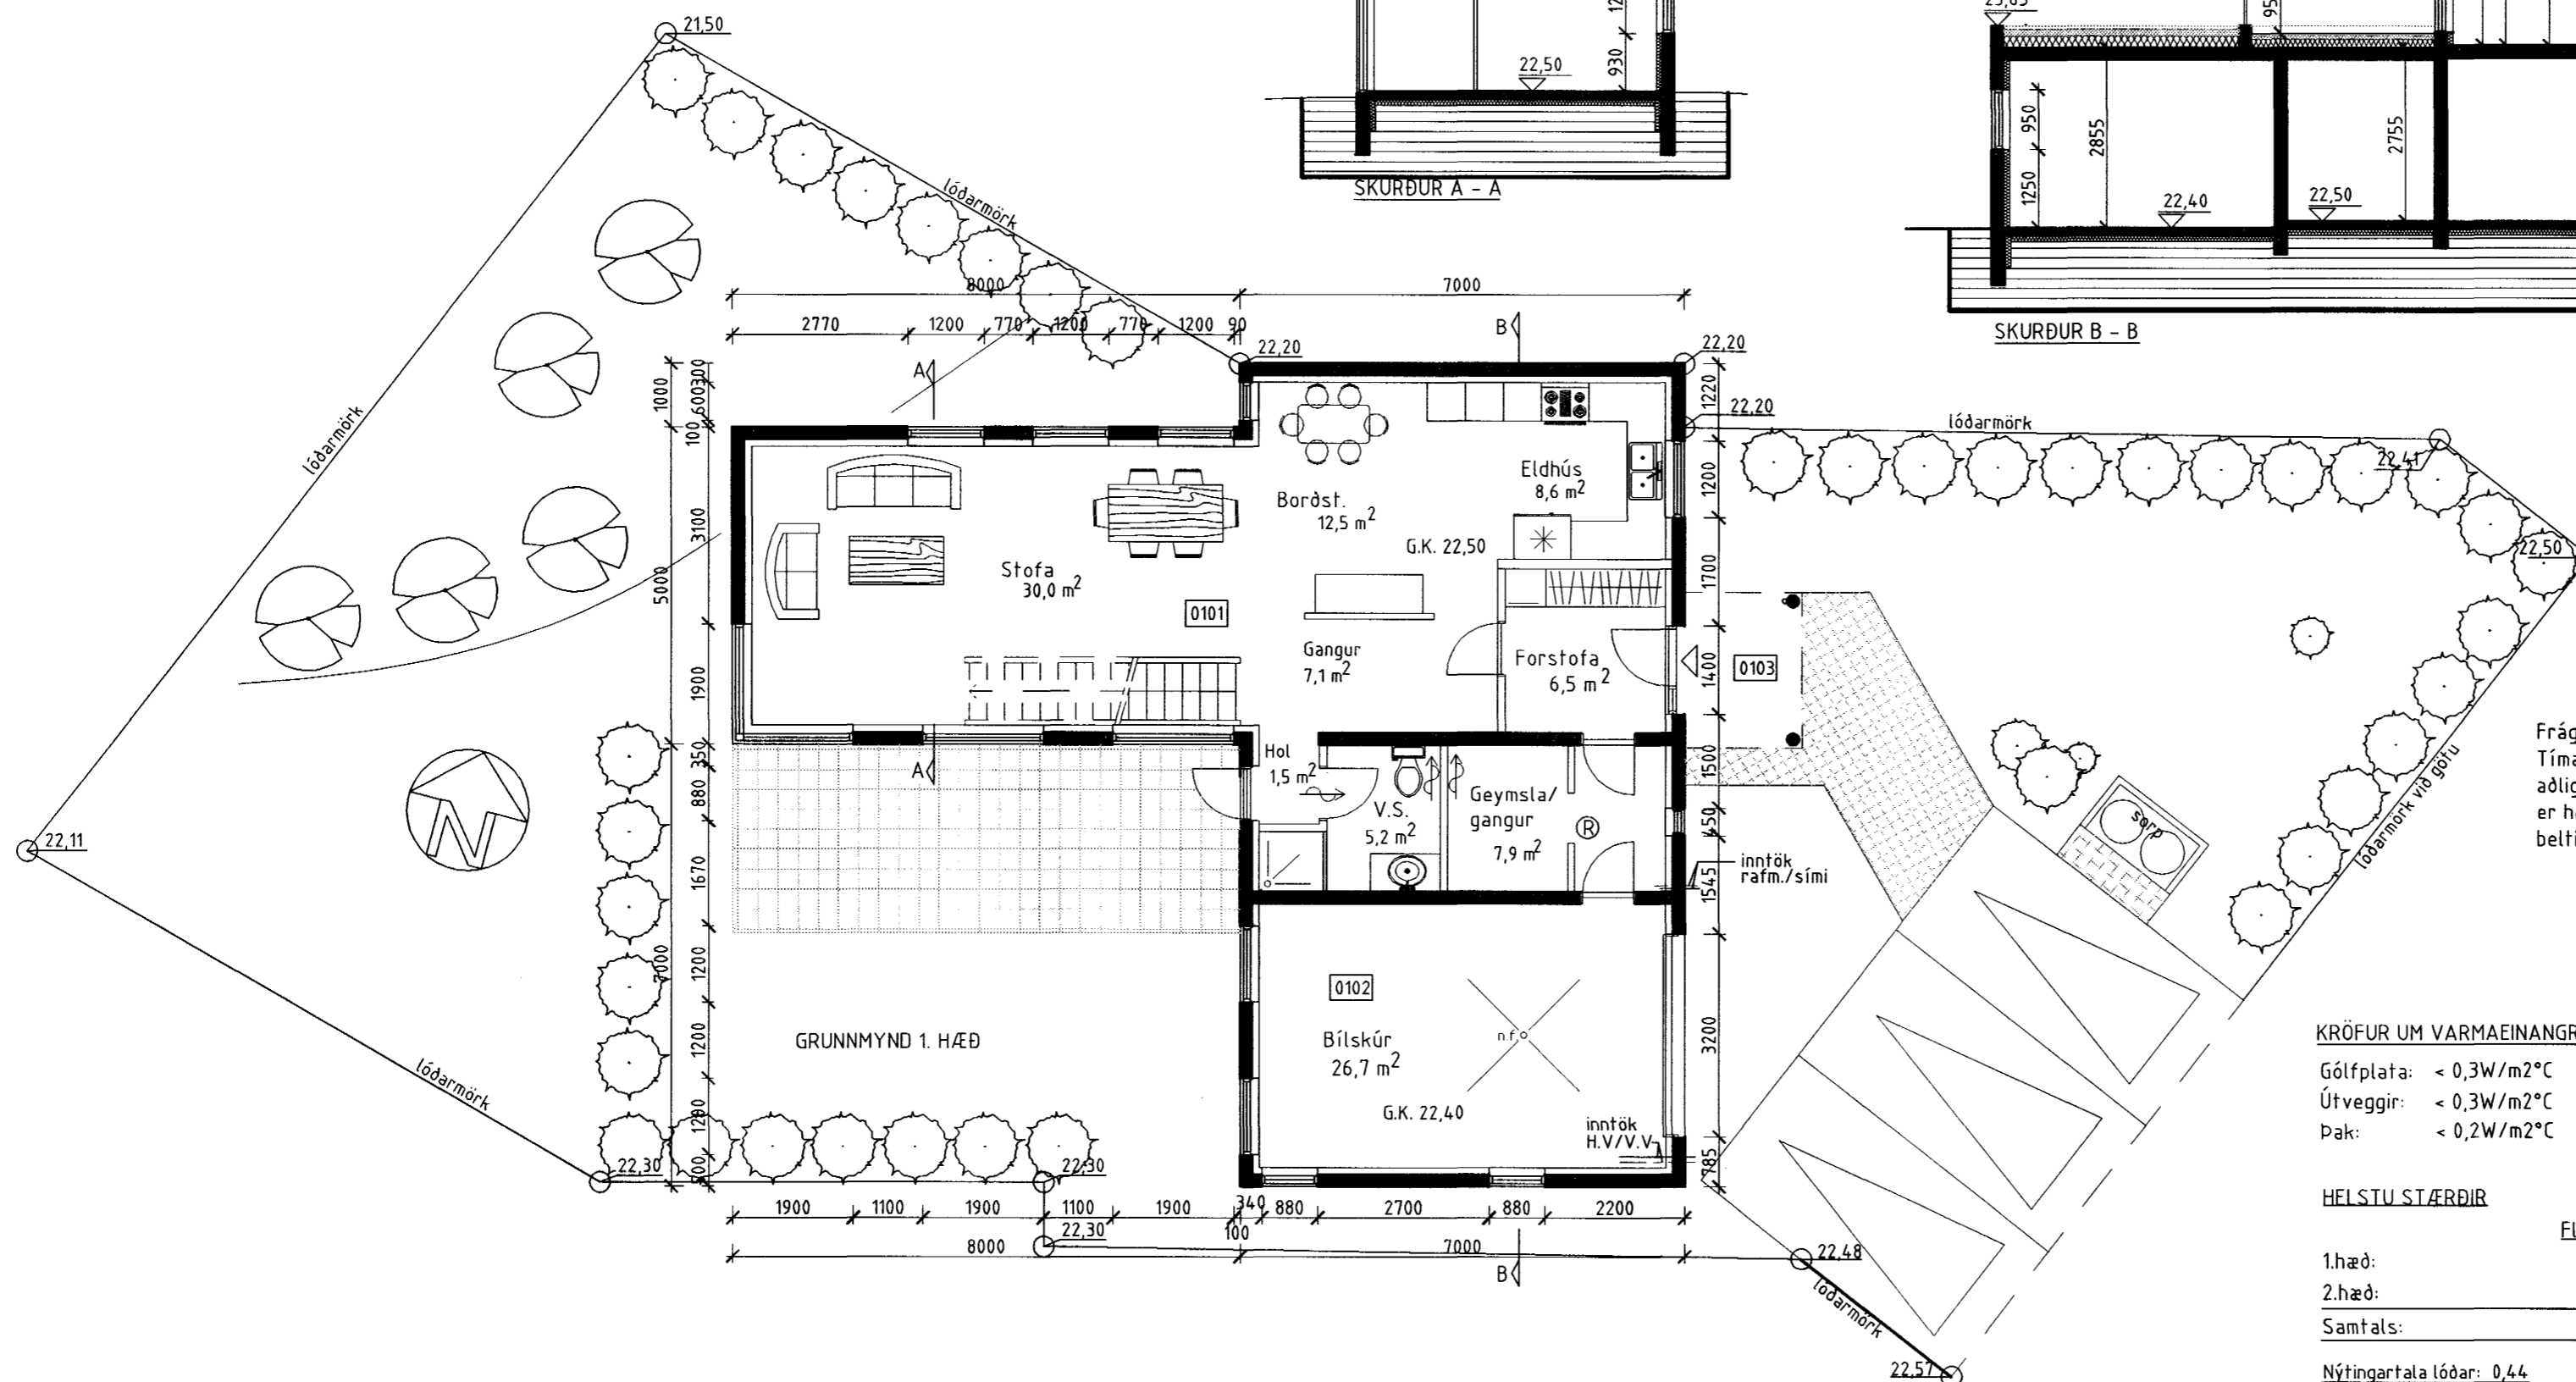 21,50
lóðarmörk
lóðarmörk
22,11
lóðarmörk
22,30
22,30
22,30
22,48
lóðarmörk
22,57
12
930
22,50
SKURÐUR A - A
95
950
1250
2855
2755
22,40
22,50
SKURÐUR B - B
8000
7000
2770
1200
770
1200
770
1200
90
A
B
22,20
22,20
22,20
lóðarmörk
22,41
22,50
1000
300
600
100
3100
5000
1900
350
880
1670
7000
1200
1200
1200
500
1220
1200
1700
1400
1500
450
1545
3200
785
Eldhús
8,6 m2
Borðst.
12,5 m2
G.K. 22,50
Stofa
30,0 m2
0101
Gangur
7,1 m2
Forstofa
6,5 m2
0103
A
Hol
1,5 m2
V.S.
5,2 m2
Geymsla/
gangur
7,9 m2
R
inntök
rafm./sími
N
0102
Bílskúr
26,7 m2
n.f.
G.K. 22,40
inntök
H.V/V.V
GRUNNMYND 1. HÆÐ
sorp
lóðarmörk við götu
1900
1100
1900
1100
1900
340
880
2700
880
2200
100
8000
7000
B
Frág
Tíma
aðlig
er h
belti
KRÖFUR UM VARMAEINANGR
Gólfplata: < 0,3W/m2°C
Útveggir: < 0,3W/m2°C
Þak: < 0,2W/m2°C
HELSTU STÆRÐIR
1.hæð:
2.hæð:
Samtals:
Nýtingartala lóðar: 0,44